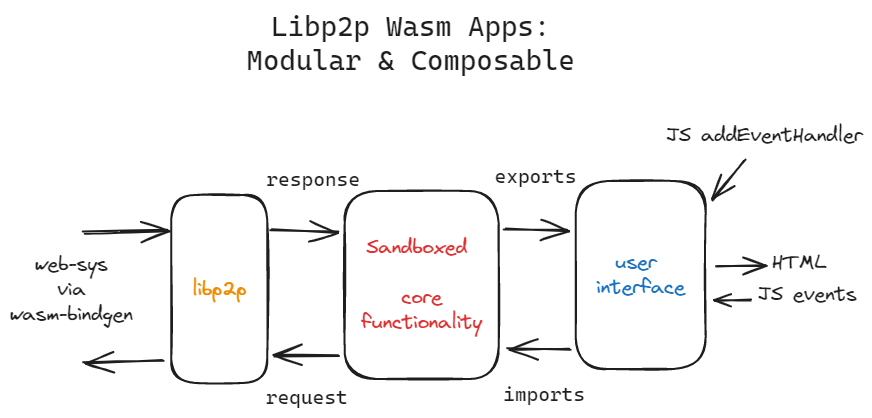 Libp2p Wasm Apps:
Modular & Composable
JS addEventHandler
response
exports
web-sys
via
wasm-bindgen
libp2p
Sandboxed
core
functionality
user
interface
HTML
JS events
request
imports